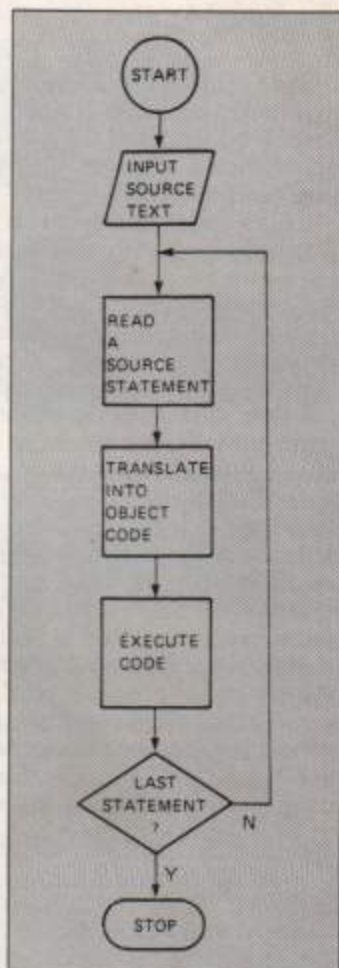 START
INPUT
SOURCE
TEXT
READ
A
SOURCE
STATEMENT
TRANSLATE
INTO
OBJECT
CODE
EXECUTE
CODE
LAST
STATEMENT
?
N
Y
STOP